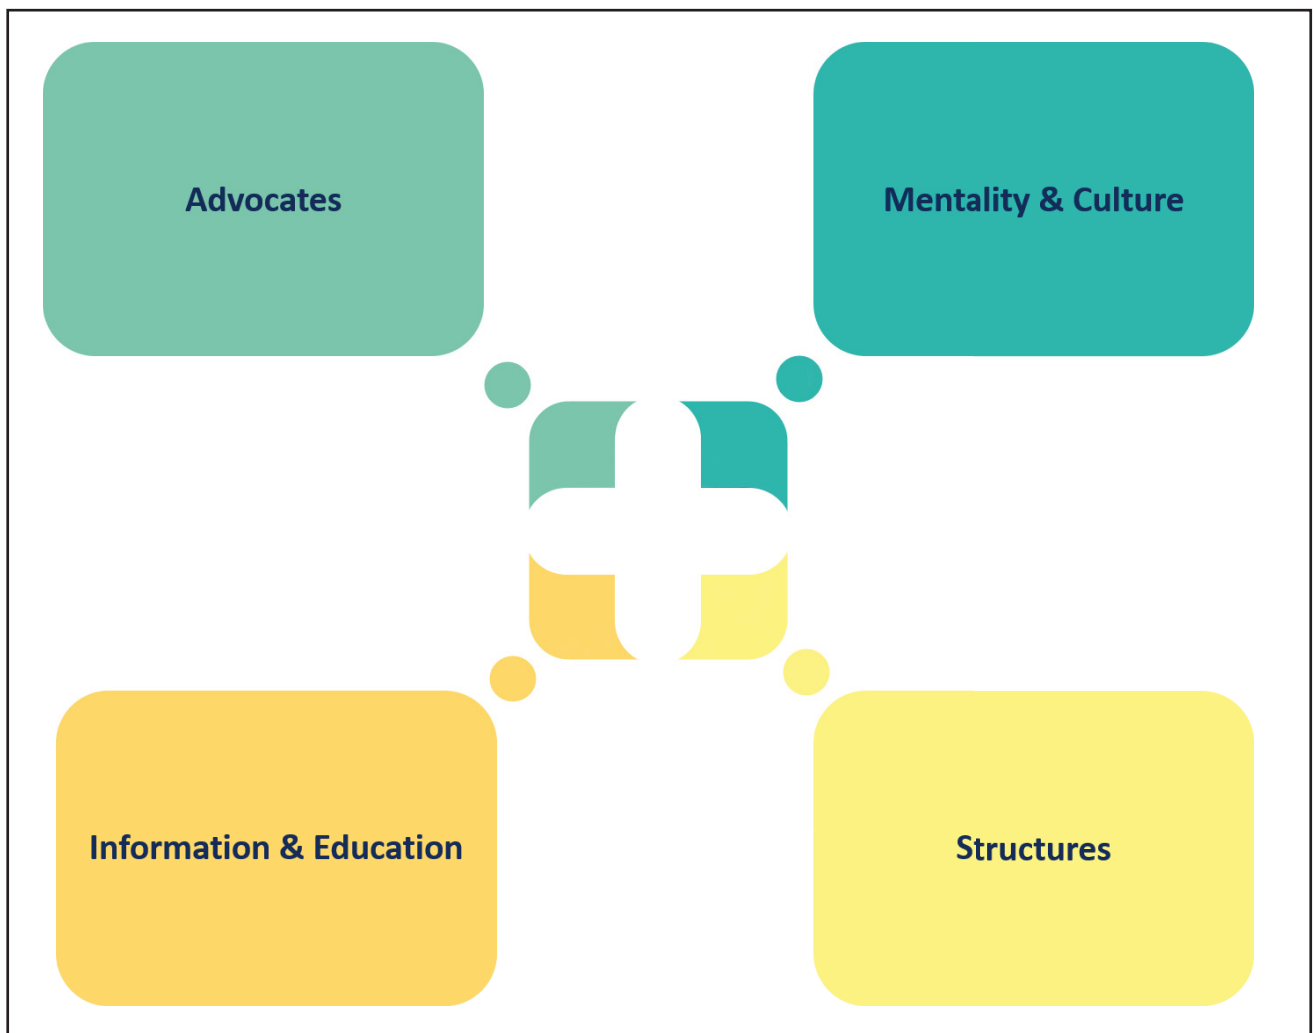 Advocates
Mentality & Culture
Information & Education
Structures